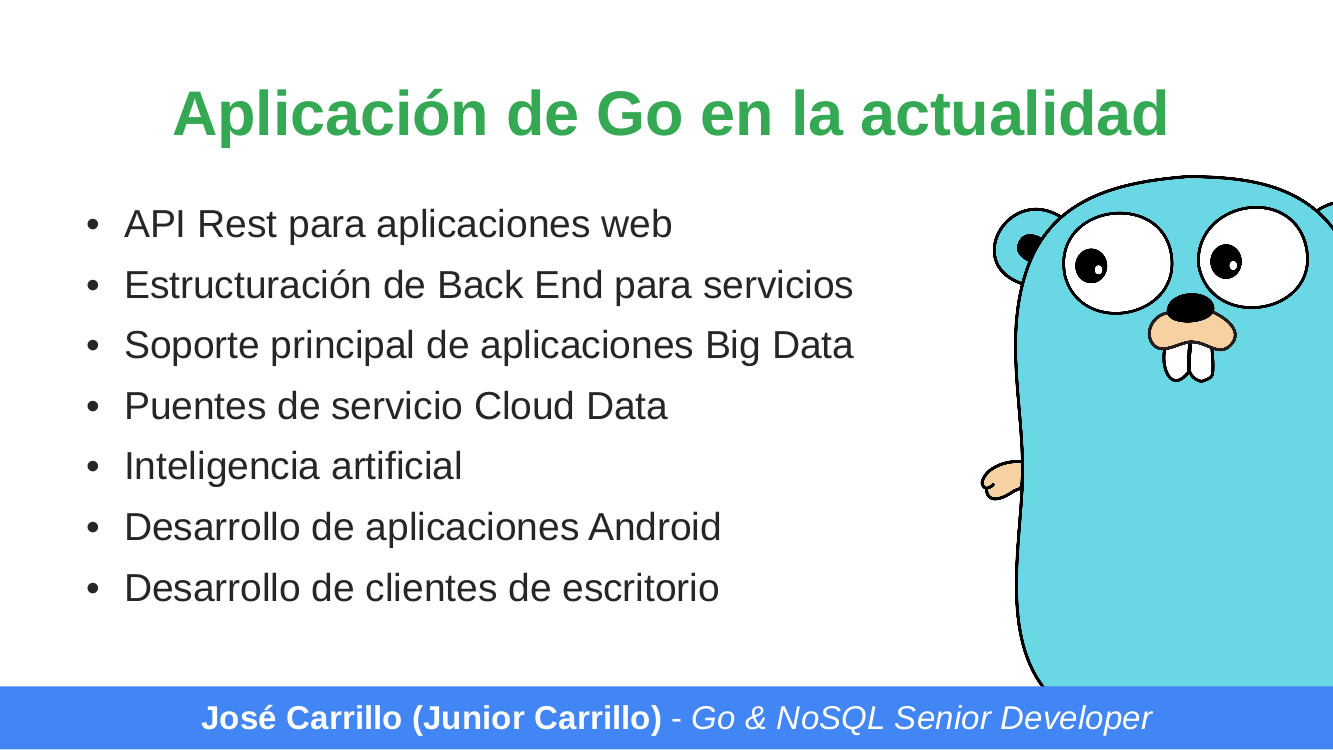 Aplicación de Go en la actualidad
• API Rest para aplicaciones web
• Estructuración de Back End para servicios
• Soporte principal de aplicaciones Big Data
• Puentes de servicio Cloud Data
• Inteligencia artificial
• Desarrollo de aplicaciones Android
• Desarrollo de clientes de escritorio
José Carrillo (Junior Carrillo) - Go & NoSQL Senior Developer